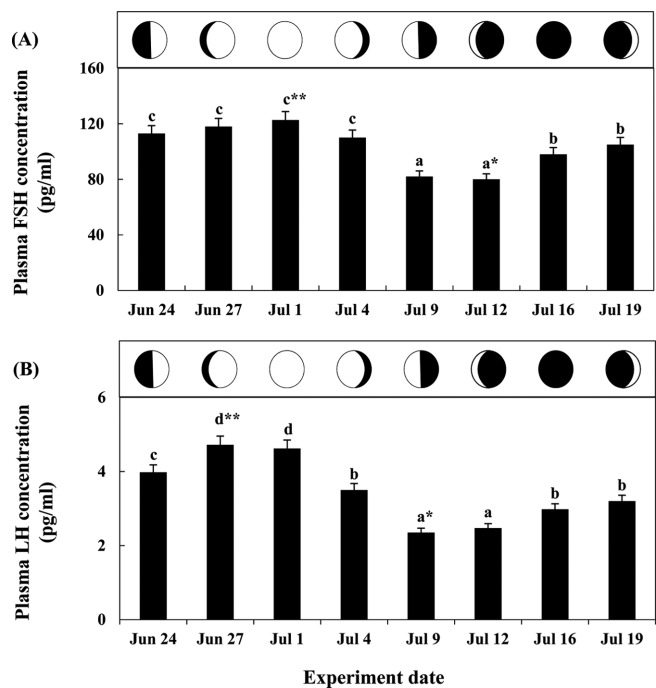 (A)
160
120
80
40
0
Plasma FSH concentration
(pg/ml)
c
c
c**
c
a
a*
b
b
Jun 24 Jun 27 Jul 1 Jul 4 Jul 9 Jul 12 Jul 16 Jul 19
(B)
6
4
2
0
Plasma LH concentration
(pg/ml)
c
d**
d
b
a*
a
b
b
Jun 24 Jun 27 Jul 1 Jul 4 Jul 9 Jul 12 Jul 16 Jul 19
Experiment date